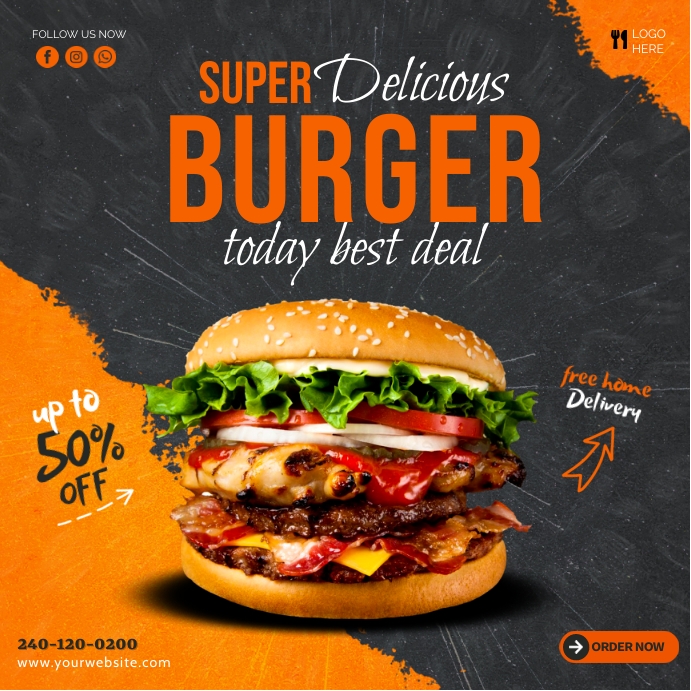 FOLLOW US NOW
LOGO
HERE
SUPER Delicious
BURGER
today best deal
up to
50%
OFF
free home
Delivery
240-120-0200
www.yourwebsite.com
ORDER NOW